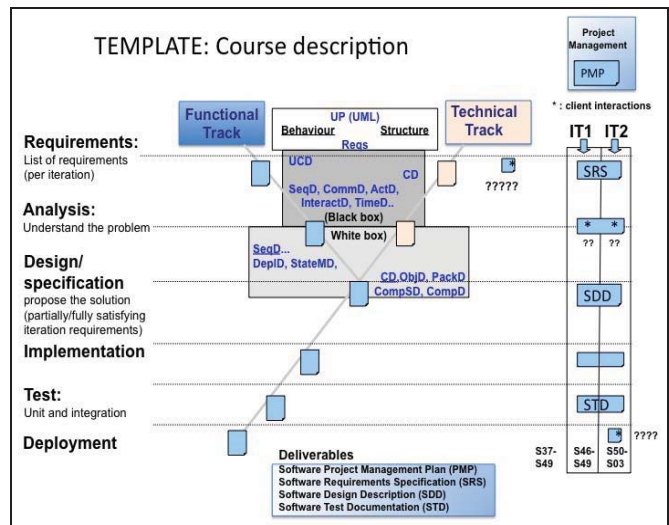 TEMPLATE: Course description
Project
Management
PMP
* : client interactions
Functional
Track
UP (UML)
Behaviour Structure
Reqs
Technical
Track
IT1 IT2
Requirements:
List of requirements
(per iteration)
UCD
CD
SeqD, CommD, ActD,
InteractD, TimeD..
(Black box)
*
?????
SRS
Analysis:
Understand the problem
White box)
* *
?? ??
SeqD...
DeplD, StateMD,
CD,ObjD, PackD
CompSD, CompD
Design/
specification
propose the solution
(partially/fully satisfying
iteration requirements)
SDD
Implementation
Test:
Unit and integration
STD
Deployment
* ????
Deliverables
Software Project Management Plan (PMP)
Software Requirements Specification (SRS)
Software Design Description (SDD)
Software Test Documentation (STD)
S37- S46- S50-
S49 S49 S03